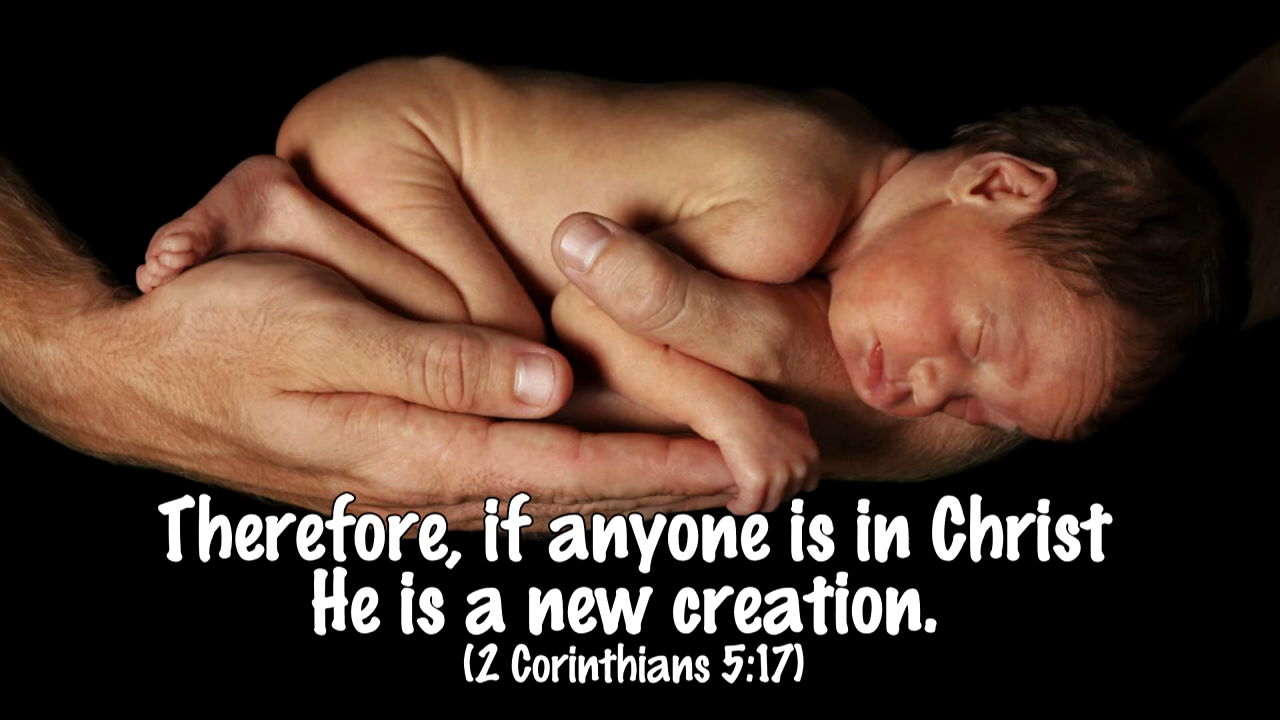 Therefore, if anyone is in Christ
He is a new creation.
(2 Corinthians 5:17)